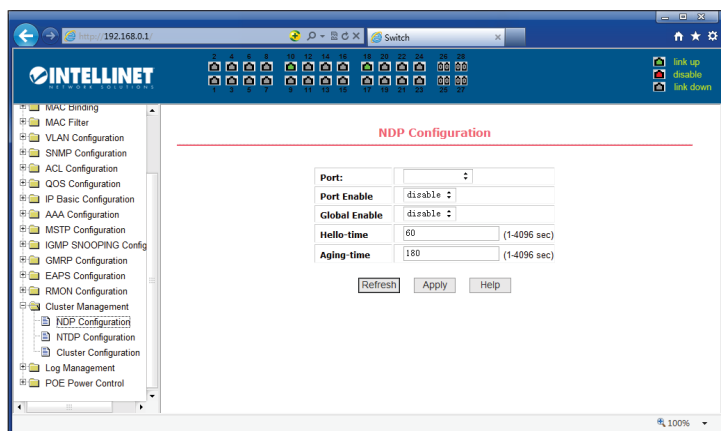 http://192.168.0.1/
Switch
INTELLINET
NETWORK SOLUTIONS
2 4 6 8 10 12 14 16 18 20 22 24 26 28
1 3 5 7 9 11 13 15 17 19 21 23 25 27
link up
disable
link down
MAC Binding
MAC Filter
VLAN Configuration
SNMP Configuration
ACL Configuration
QOS Configuration
IP Basic Configuration
AAA Configuration
MSTP Configuration
IGMP SNOOPING Config
GMRP Configuration
EAPS Configuration
RMON Configuration
Cluster Management
NDP Configuration
NTDP Configuration
Cluster Configuration
Log Management
POE Power Control
NDP Configuration
Port:
Port Enable disable
Global Enable disable
Hello-time 60 (1-4096 sec)
Aging-time 180 (1-4096 sec)
Refresh Apply Help
100%